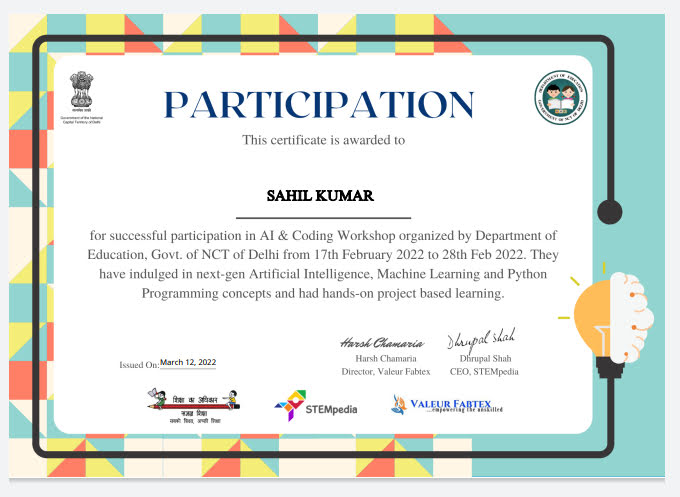 सत्यमेव जयते
Government of the National
Capital Territory of Delhi
DEPARTMENT OF EDUCATION
GOVERNMENT OF NCT OF DELHI
PARTICIPATION
This certificate is awarded to
SAHIL KUMAR
for successful participation in AI & Coding Workshop organized by Department of
Education, Govt. of NCT of Delhi from 17th February 2022 to 28th Feb 2022. They
have indulged in next-gen Artificial Intelligence, Machine Learning and Python
Programming concepts and had hands-on project based learning.
Issued On: March 12, 2022
Harsh Chamaria
Harsh Chamaria
Director, Valeur Fabtex
Dhrupal Shah
Dhrupal Shah
CEO, STEMpedia
शिक्षा का अधिकार
समग्र शिक्षा
सबकी शिक्षा, अच्छी शिक्षा
STEMpedia
VALEUR FABTEX
...empowering the unskilled